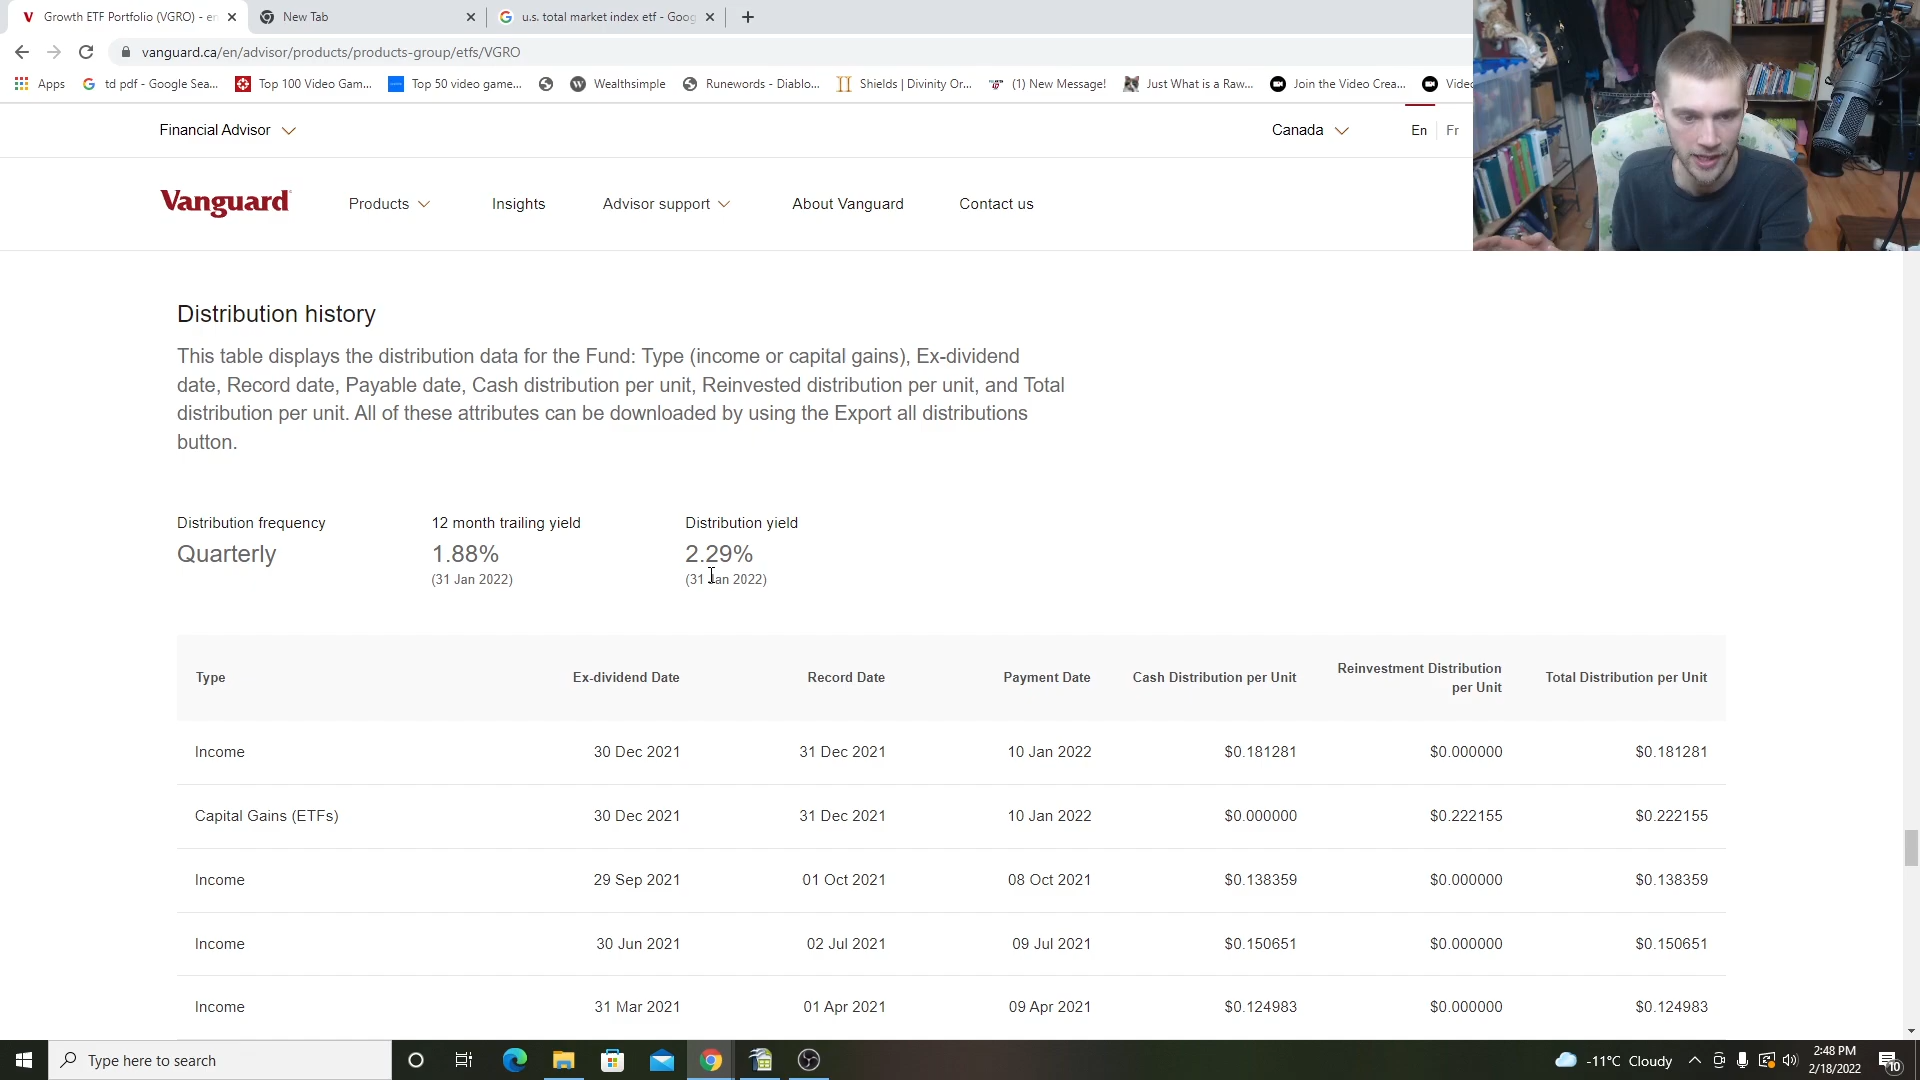 Growth ETF Portfolio (VGRO) - en
New Tab
u.s. total market index etf - Goog
vanguard.ca/en/advisor/products/products-group/etfs/VGRO
Apps
td pdf - Google Sea...
Top 100 Video Gam...
Top 50 video game...
Wealthsimple
Runewords - Diablo...
Shields | Divinity Or...
(1) New Message!
Just What is a Raw...
Join the Video Crea...
Financial Advisor
Canada
En
Fr
Vanguard
Products
Insights
Advisor support
About Vanguard
Contact us
Distribution history
This table displays the distribution data for the Fund: Type (income or capital gains), Ex-dividend
date, Record date, Payable date, Cash distribution per unit, Reinvested distribution per unit, and Total
distribution per unit. All of these attributes can be downloaded by using the Export all distributions
button.
Distribution frequency 12 month trailing yield Distribution yield
Quarterly 1.88% 2.29%
(31 Jan 2022) (31 Jan 2022)
Type Ex-dividend Date Record Date Payment Date Cash Distribution per Unit Reinvestment Distribution Total Distribution per Unit
per Unit
Income 30 Dec 2021 31 Dec 2021 10 Jan 2022 $0.181281 $0.000000 $0.181281
Capital Gains (ETFs) 30 Dec 2021 31 Dec 2021 10 Jan 2022 $0.000000 $0.222155 $0.222155
Income 29 Sep 2021 01 Oct 2021 08 Oct 2021 $0.138359 $0.000000 $0.138359
Income 30 Jun 2021 02 Jul 2021 09 Jul 2021 $0.150651 $0.000000 $0.150651
Income 31 Mar 2021 01 Apr 2021 09 Apr 2021 $0.124983 $0.000000 $0.124983
Type here to search
-11°C Cloudy
2:48 PM
2/18/2022
10